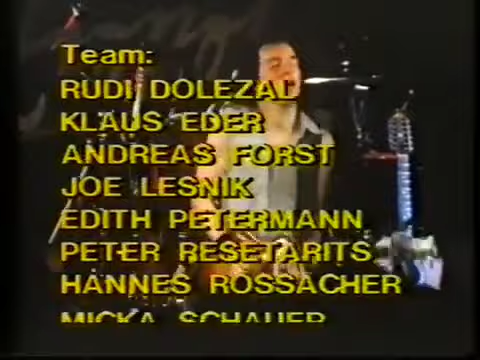 Team:
RUDI DOLEZAL
KLAUS EDER
ANDREAS FORST
JOE LESNIK
EDITH PETERMANN
PETER RESETARITS
HANNES ROSSACHER
MICKA SCHAUER